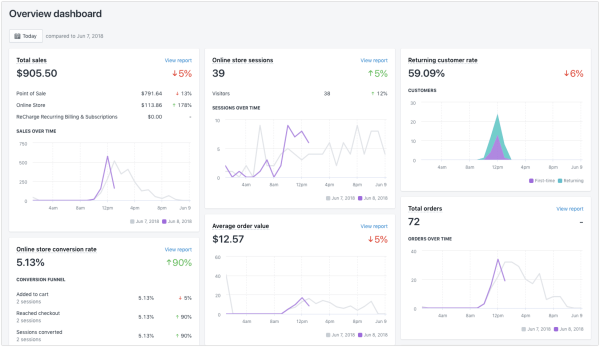 Overview dashboard
Today compared to Jun 7, 2018
Total sales View report
$905.50 ↓5%
Point of Sale $791.64 ↓ 13%
Online Store $113.86 ↑ 178%
ReCharge Recurring Billing & Subscriptions $0.00 -
SALES OVER TIME
750
500
250
0
4am 8am 12pm 4pm 8pm Jun 9
Jun 7, 2018 Jun 8, 2018
Online store conversion rate View report
5.13% ↑90%
CONVERSION FUNNEL
Added to cart 5.13% ↓ 5%
2 sessions
Reached checkout 5.13% ↑ 90%
2 sessions
Sessions converted 5.13% ↑ 90%
2 sessions
Online store sessions View report
39 ↑5%
Visitors 38 ↑ 12%
SESSIONS OVER TIME
10
5
0
4am 8am 12pm 4pm 8pm Jun 9
Jun 7, 2018 Jun 8, 2018
Average order value View report
$12.57 ↓5%
60
40
20
0
4am 8am 12pm 4pm 8pm Jun 9
Jun 7, 2018 Jun 8, 2018
Returning customer rate
59.09% ↓6%
CUSTOMERS
30
20
10
0
4am 8am 12pm 4pm 8pm Jun 9
First-time Returning
Total orders View report
72 -
ORDERS OVER TIME
40
20
0
4am 8am 12pm 4pm 8pm Jun 9
Jun 7, 2018 Jun 8, 2018